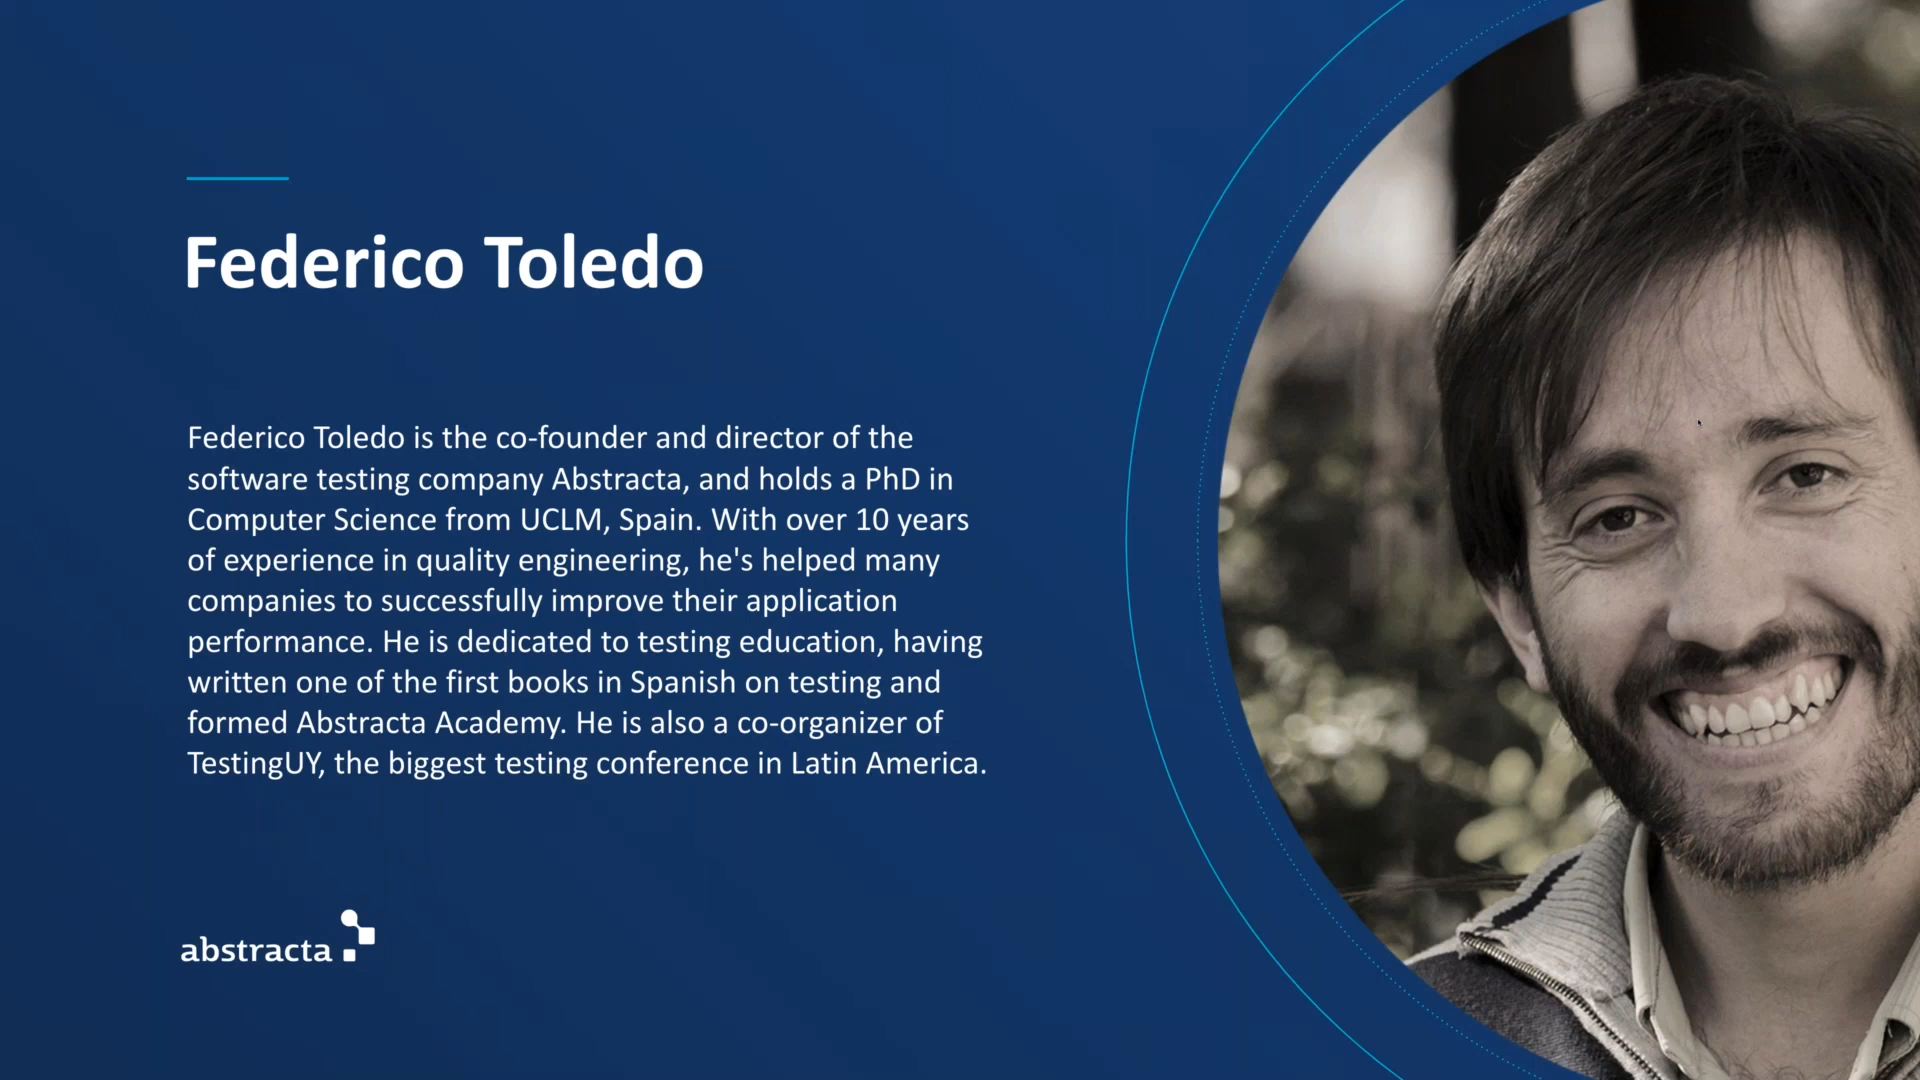 Federico Toledo
Federico Toledo is the co-founder and director of the
software testing company Abstracta, and holds a PhD in
Computer Science from UCLM, Spain. With over 10 years
of experience in quality engineering, he's helped many
companies to successfully improve their application
performance. He is dedicated to testing education, having
written one of the first books in Spanish on testing and
formed Abstracta Academy. He is also a co-organizer of
TestingUY, the biggest testing conference in Latin America.
abstracta